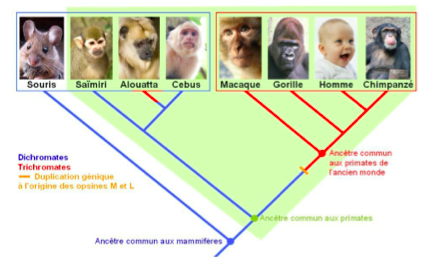 Souris Saïmiri Alouatta Cebus Macaque Gorille Homme Chimpanzé
Dichromates
Trichromates
Duplication génique
à l'origine des opsines M et L
Ancêtre commun
aux primates de
l'ancien monde
Ancêtre commun aux primates
Ancêtre commun aux mammiferes